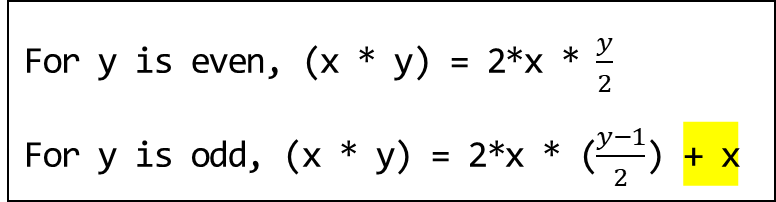 For y is even, (x * y) = 2*x * y/2
For y is odd, (x * y) = 2*x * (y−1/2) + x